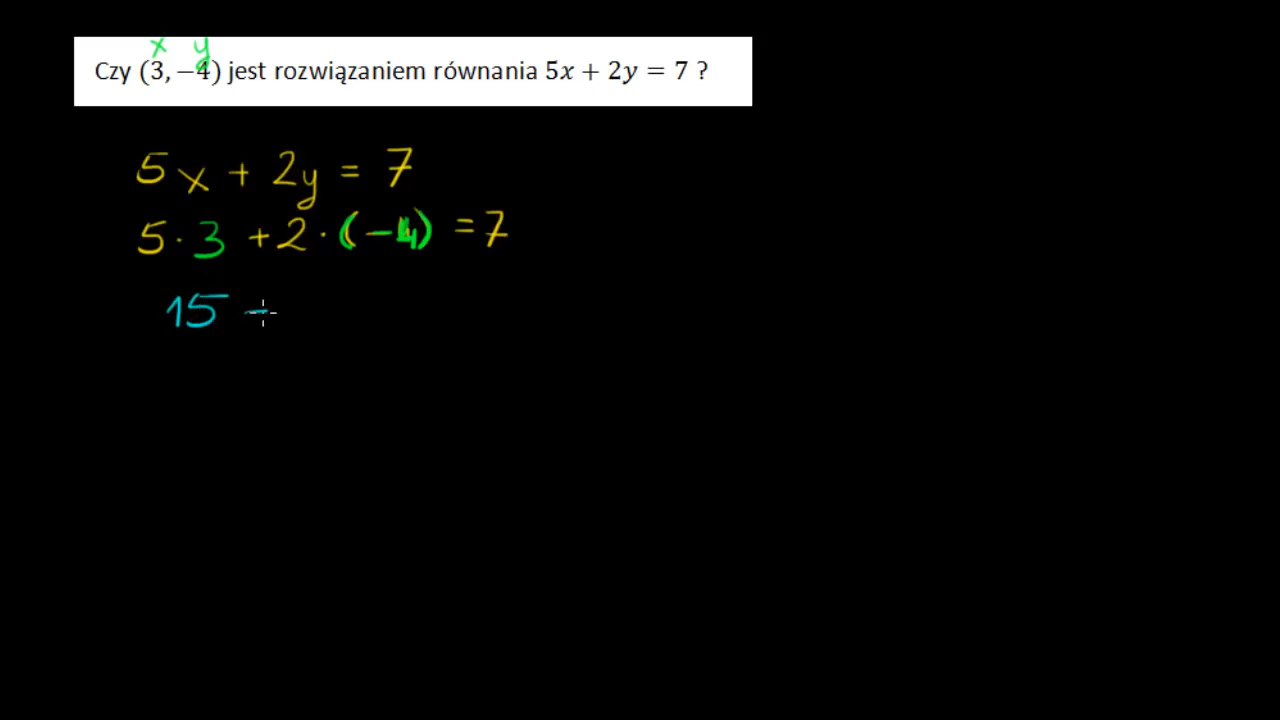 x y
Czy (3, −4) jest rozwiązaniem równania 5x + 2y = 7 ?
5x + 2y = 7
5 · 3 + 2 · (−4) = 7
15 −